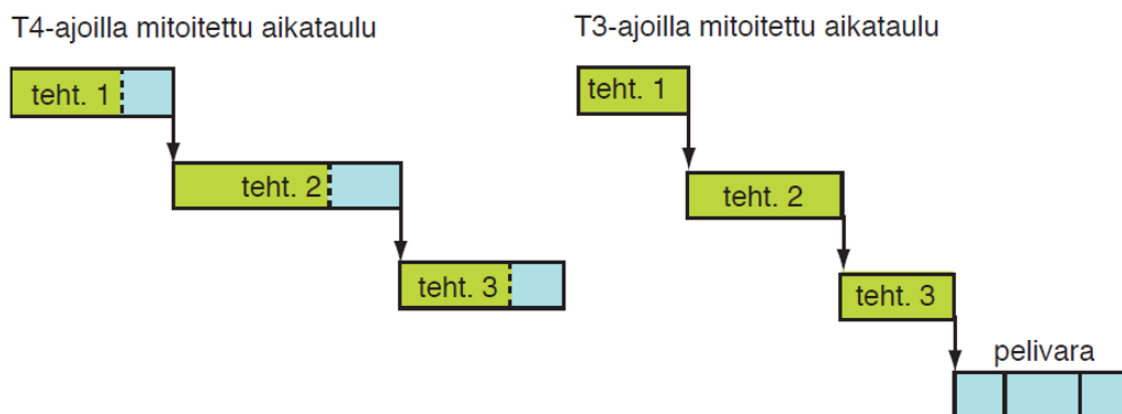 T4-ajoilla mitoitettu aikataulu
teht. 1
teht. 2
teht. 3
T3-ajoilla mitoitettu aikataulu
teht. 1
teht. 2
teht. 3
pelivara